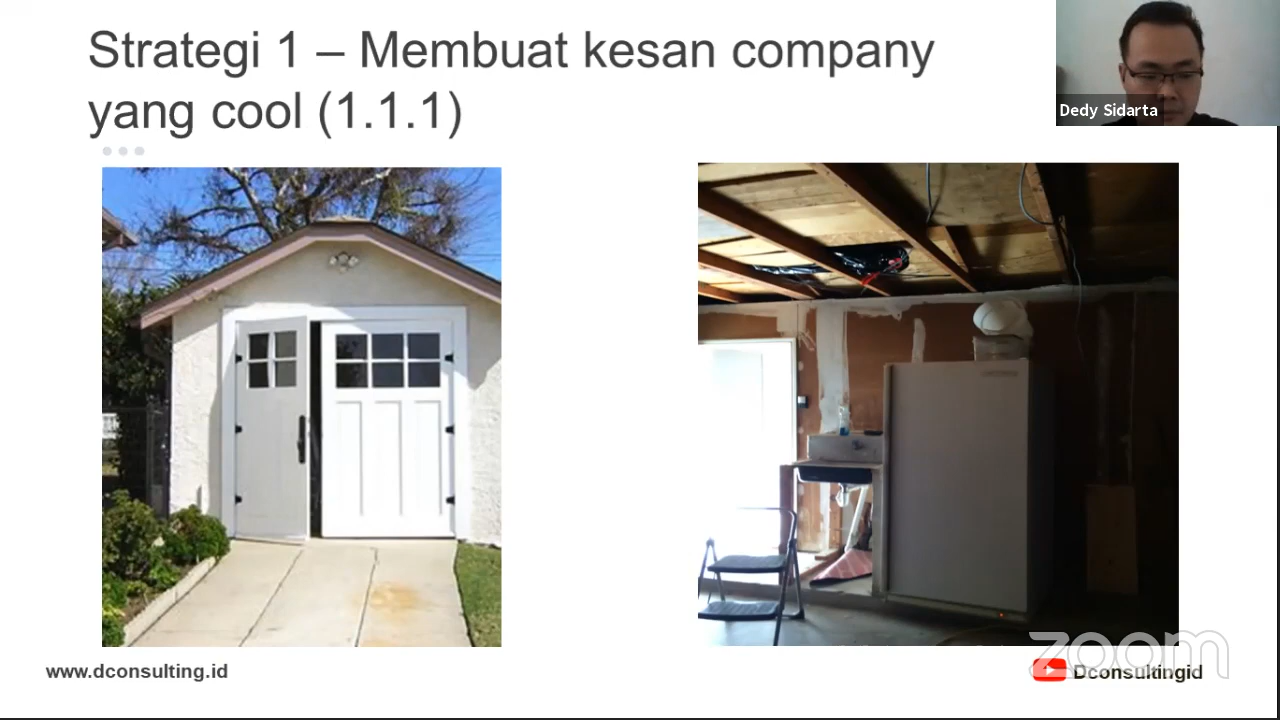 Strategi 1 – Membuat kesan company
yang cool (1.1.1)
Dedy Sidarta
www.dconsulting.id
zoom
Dconsultingid